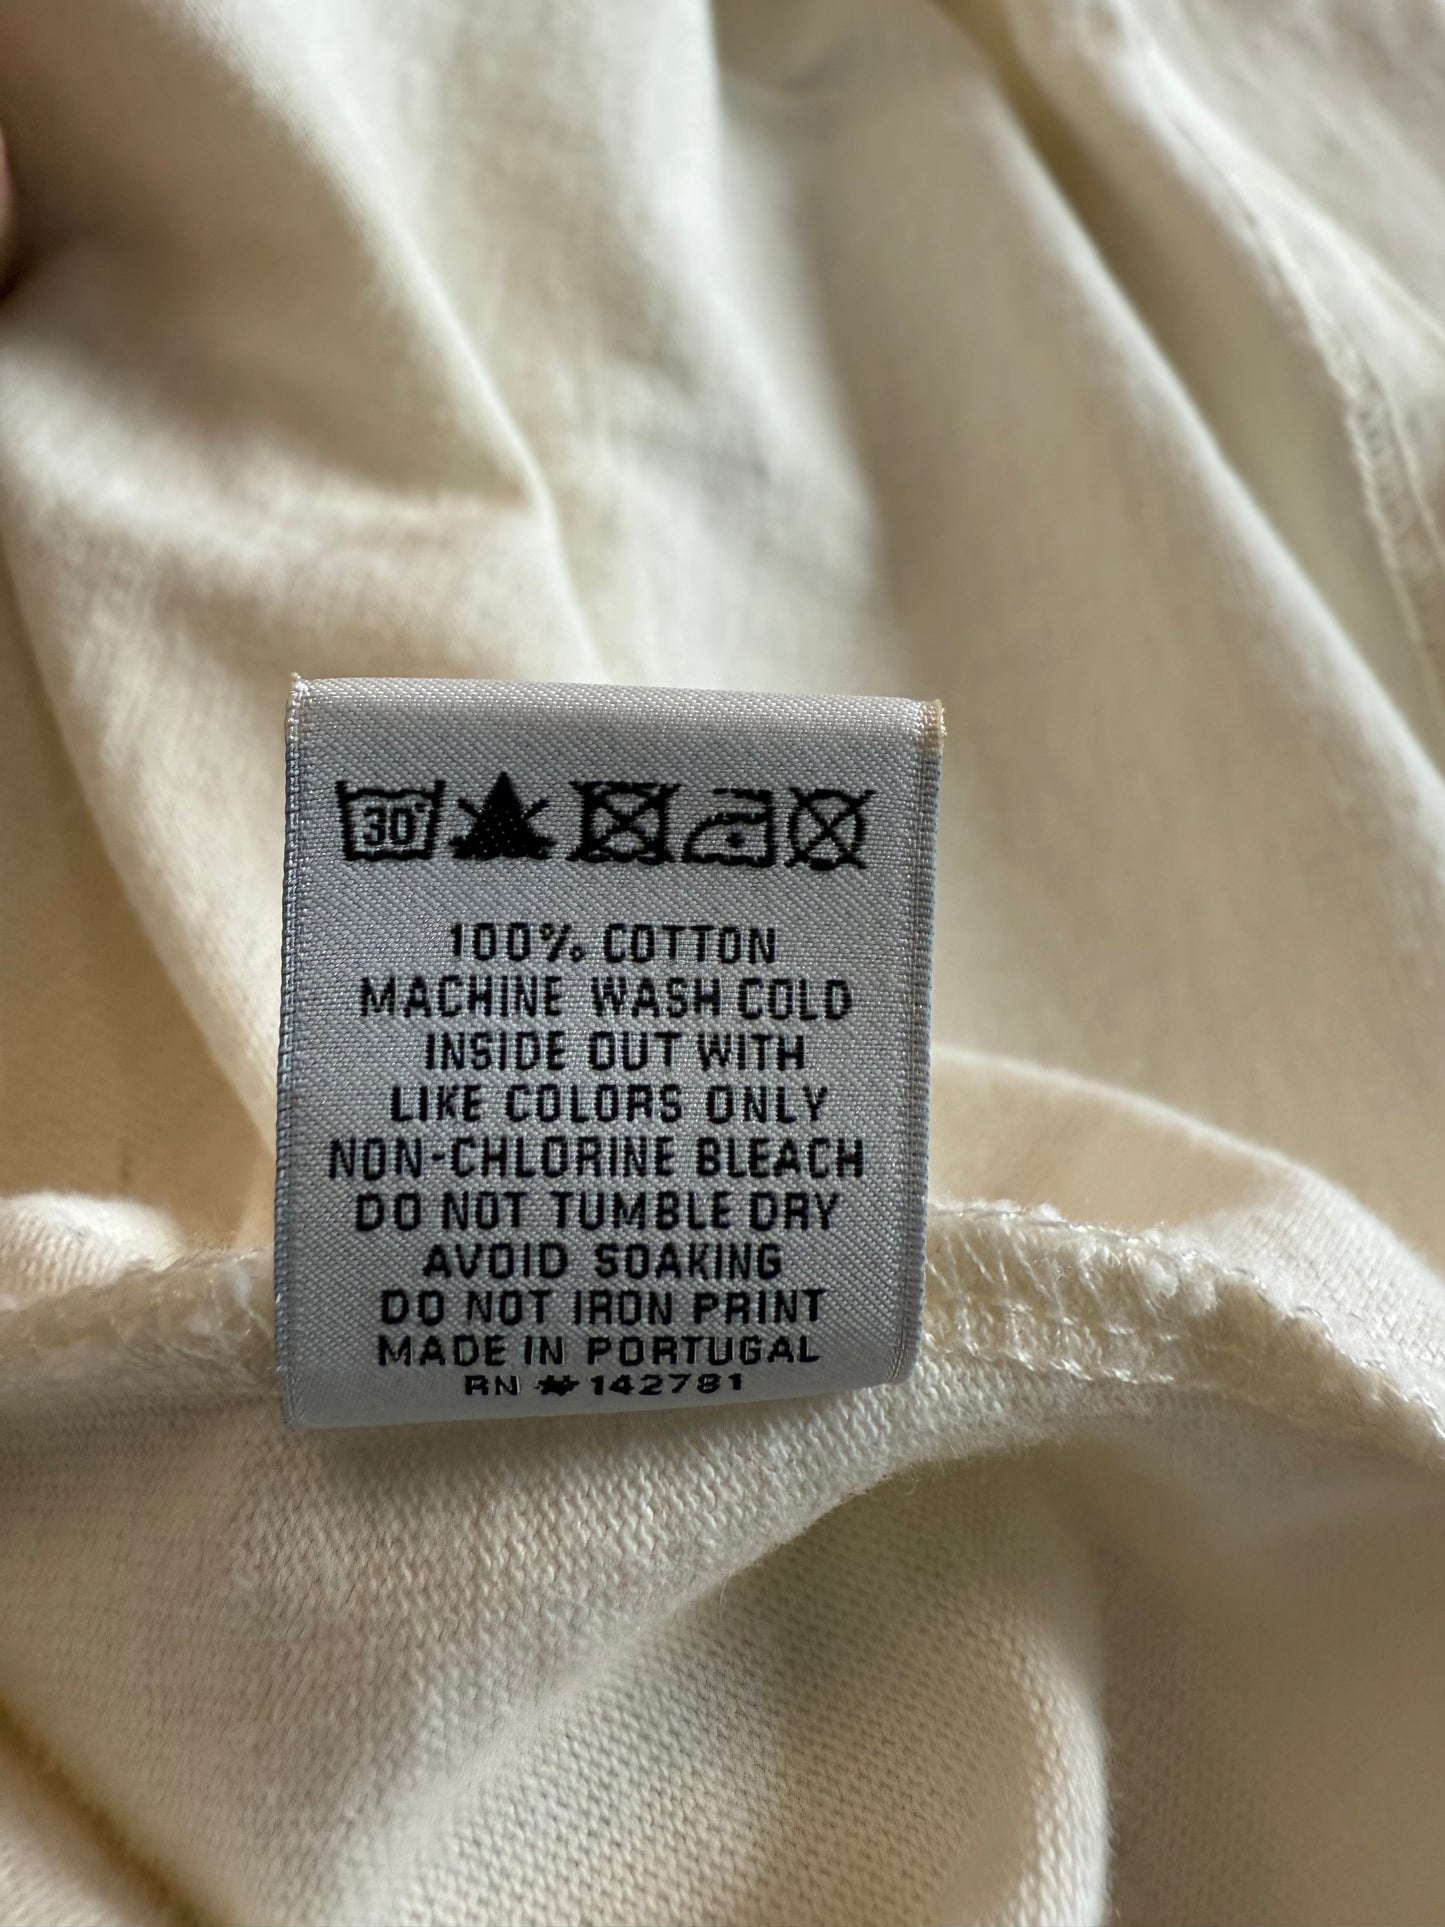 30°
100% COTTON
MACHINE WASH COLD
INSIDE OUT WITH
LIKE COLORS ONLY
NON-CHLORINE BLEACH
DO NOT TUMBLE DRY
AVOID SOAKING
DO NOT IRON PRINT
MADE IN PORTUGAL
RN #142781